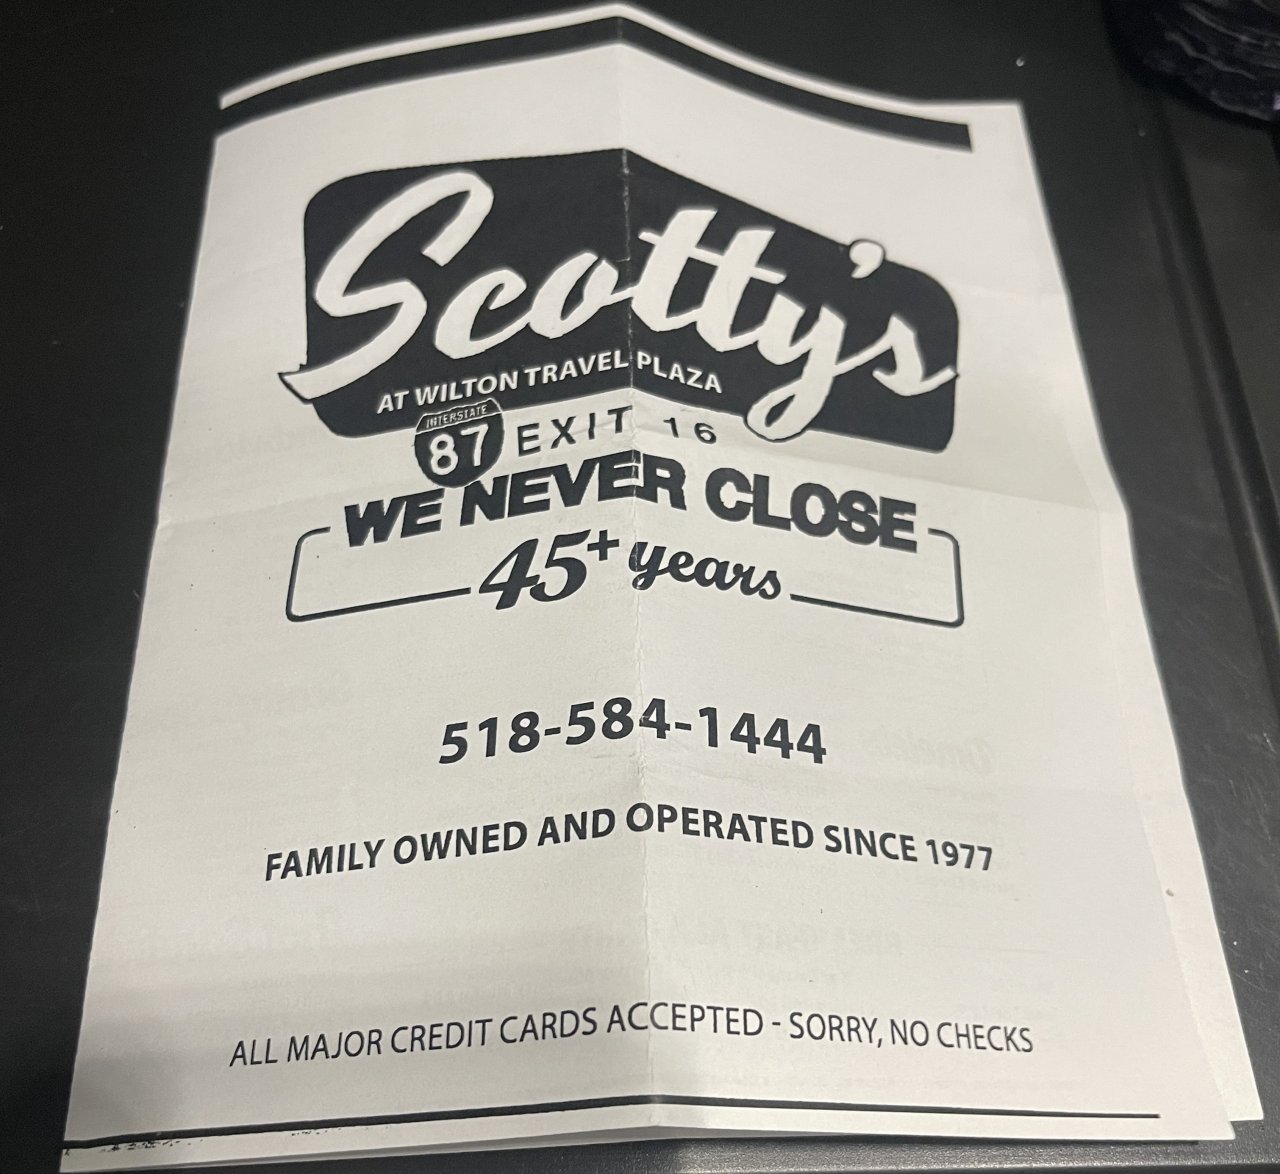 Scotty's
AT WILTON TRAVEL PLAZA
INTERSTATE
87 EXIT 16
WE NEVER CLOSE
45+ years
518-584-1444
FAMILY OWNED AND OPERATED SINCE 1977
ALL MAJOR CREDIT CARDS ACCEPTED - SORRY, NO CHECKS